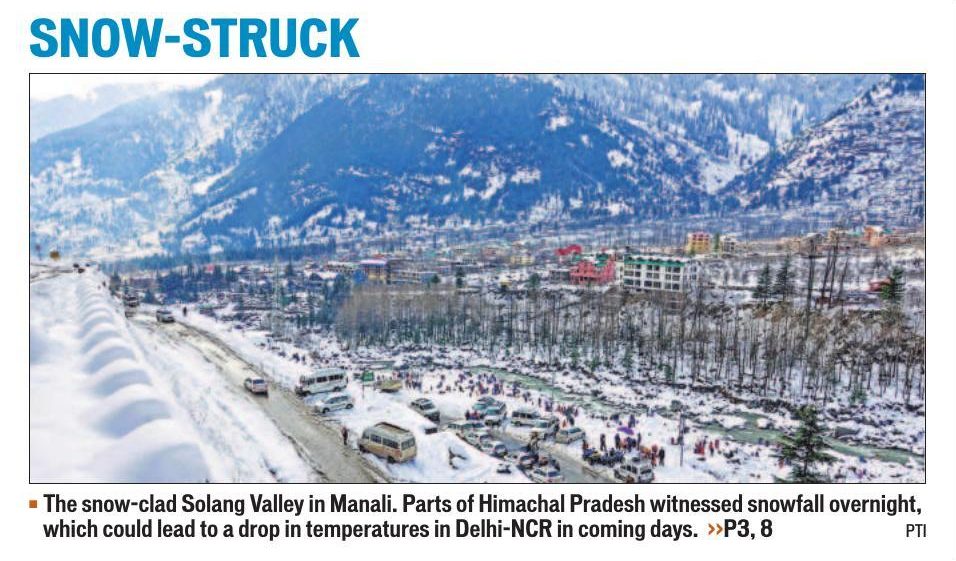 SNOW-STRUCK
▪ The snow-clad Solang Valley in Manali. Parts of Himachal Pradesh witnessed snowfall overnight,
which could lead to a drop in temperatures in Delhi-NCR in coming days. ››P3, 8
PTI